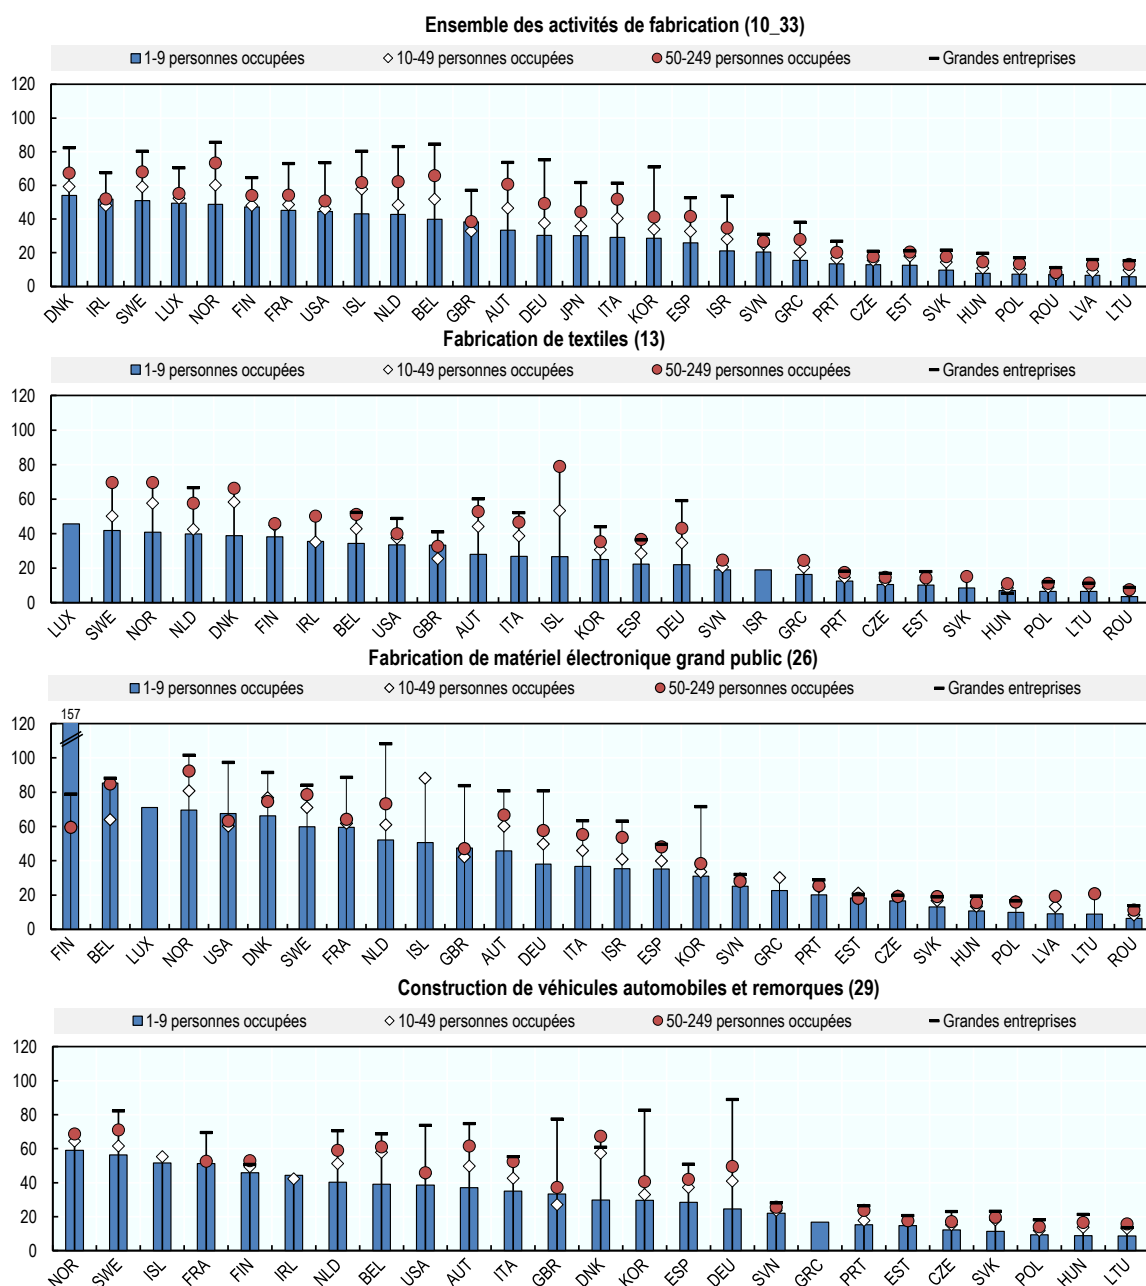 Ensemble des activités de fabrication (10_33)
1-9 personnes occupées 10-49 personnes occupées 50-249 personnes occupées Grandes entreprises
120
100
80
60
40
20
0
DNK IRL SWE LUX NOR FIN FRA USA ISL NLD BEL GBR AUT DEU JPN ITA KOR ESP ISR SVN GRC PRT CZE EST SVK HUN POL ROU LVA LTU
Fabrication de textiles (13)
1-9 personnes occupées 10-49 personnes occupées 50-249 personnes occupées Grandes entreprises
120
100
80
60
40
20
0
LUX SWE NOR NLD DNK FIN IRL BEL USA GBR AUT ITA ISL KOR ESP DEU SVN ISR GRC PRT CZE EST SVK HUN POL LTU ROU
Fabrication de matériel électronique grand public (26)
1-9 personnes occupées 10-49 personnes occupées 50-249 personnes occupées Grandes entreprises
157
120
100
80
60
40
20
0
FIN BEL LUX NOR USA DNK SWE FRA NLD ISL GBR AUT DEU ITA ISR ESP KOR SVN GRC PRT EST CZE SVK HUN POL LVA LTU ROU
Construction de véhicules automobiles et remorques (29)
1-9 personnes occupées 10-49 personnes occupées 50-249 personnes occupées Grandes entreprises
120
100
80
60
40
20
0
NOR SWE ISL FRA FIN IRL NLD BEL USA AUT ITA GBR DNK KOR ESP DEU SVN GRC PRT EST CZE SVK POL HUN LTU